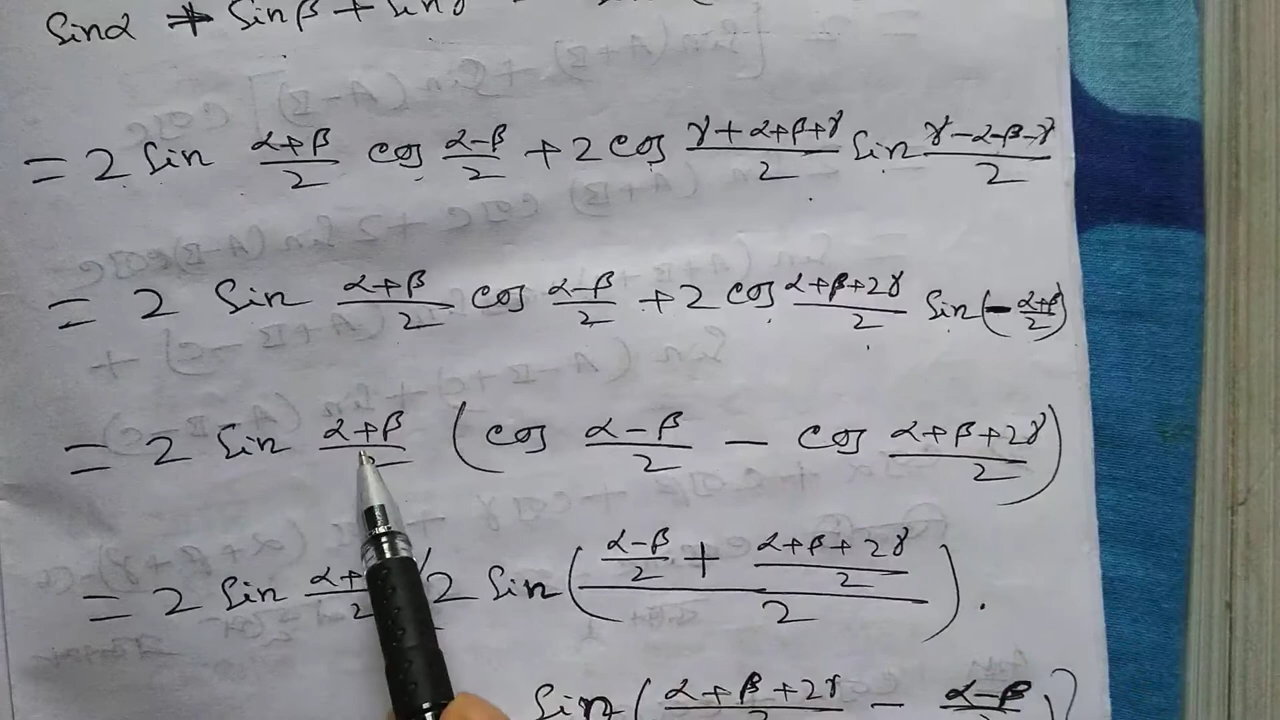 Sinα + Sinβ + Sinγ
= 2 Sin (α+β)/2 cos (α-β)/2 + 2 cos (γ+α+β+γ)/2 Sin (γ-α-β-γ)/2
= 2 Sin (α+β)/2 cos (α-β)/2 + 2 cos (α+β+2γ)/2 Sin(-(α+β)/2)
= 2 Sin (α+β)/2 (cos (α-β)/2 - cos (α+β+2γ)/2)
= 2 Sin (α+ /2 (2 Sin(((α-β)/2 + (α+β+2γ)/2)/2).
Sin((α+β+2γ)/2 - (α-β)/